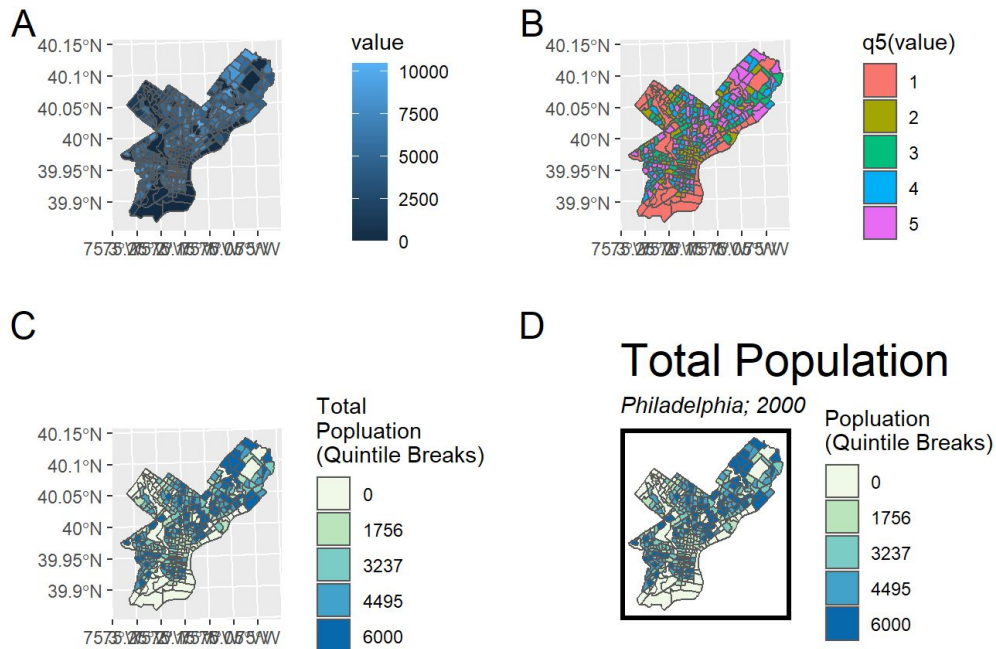 A
value
40.15°N
40.1°N
40.05°N
40°N
39.95°N
39.9°N
10000
7500
5000
2500
0
B
q5(value)
40.15°N
40.1°N
40.05°N
40°N
39.95°N
39.9°N
1
2
3
4
5
C
Total
Popluation
(Quintile Breaks)
40.15°N
40.1°N
40.05°N
40°N
39.95°N
39.9°N
0
1756
3237
4495
6000
D
Total Population
Philadelphia; 2000
Popluation
(Quintile Breaks)
0
1756
3237
4495
6000